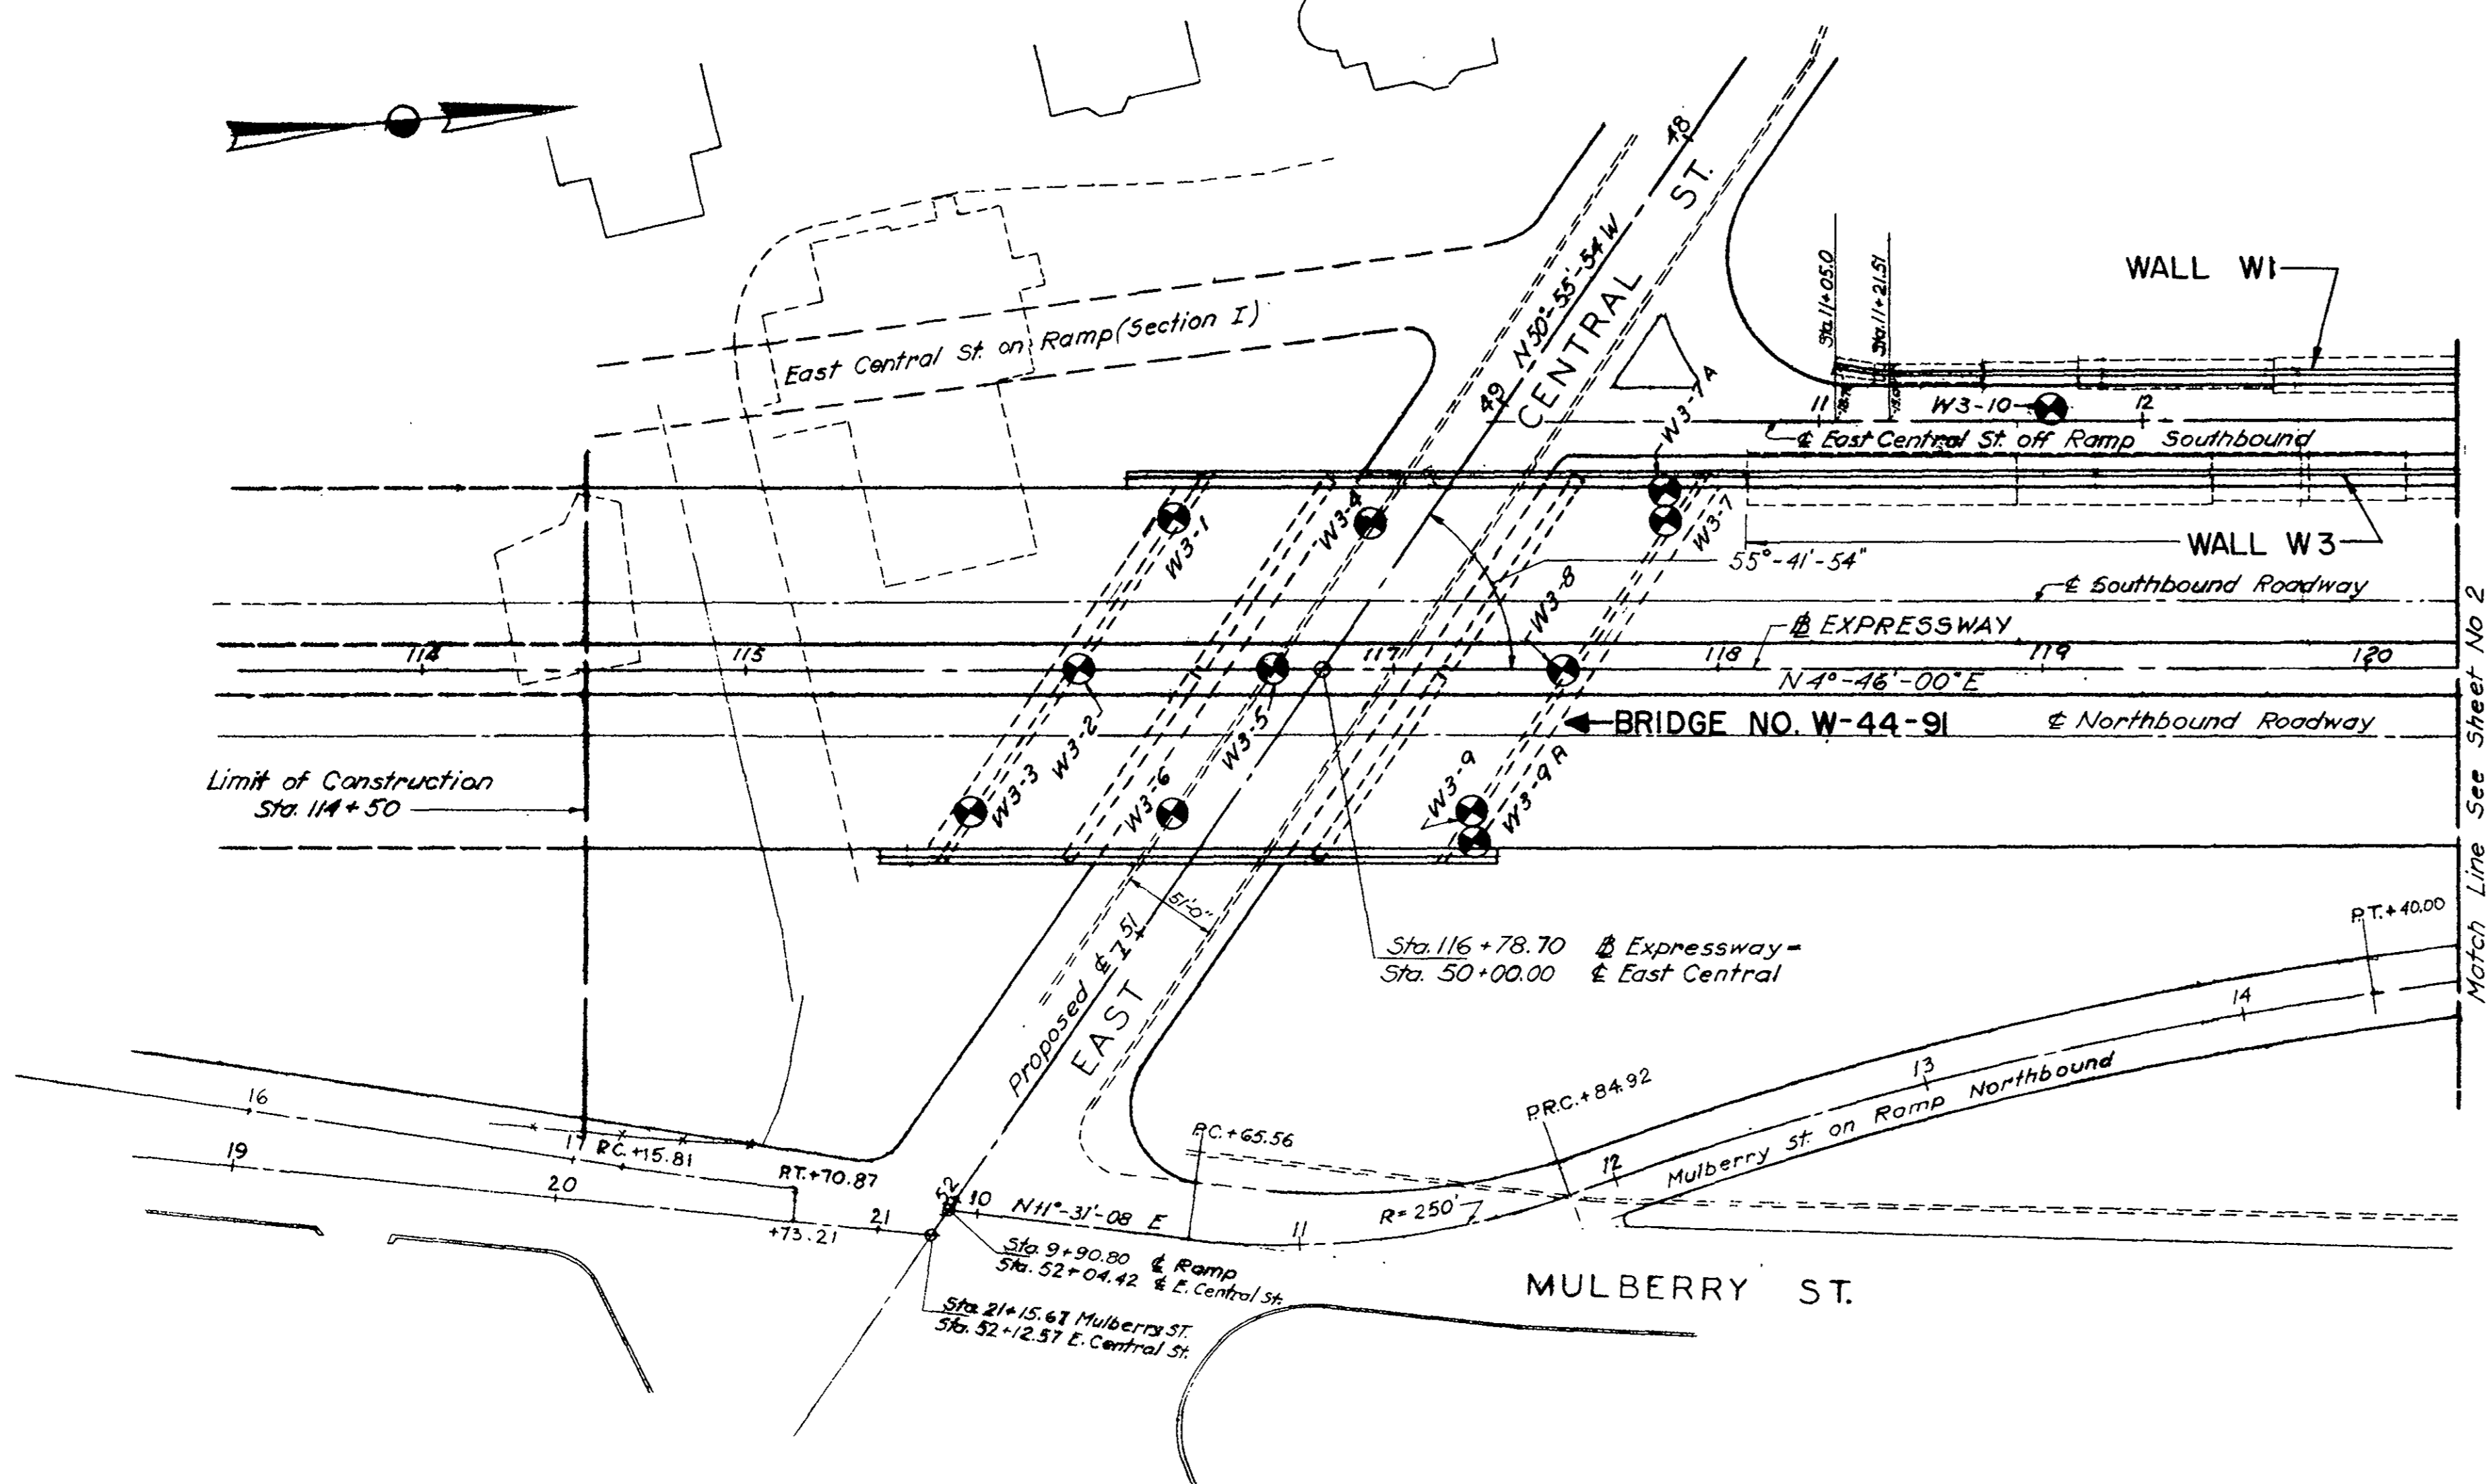 48
ST.
N 50°-55'-54" W
CENTRAL
49
WALL W1
Sta. 11+05.0
Sta. 11+21.51
East Central St. on Ramp (Section I)
W3-7A
11
W3-10
12
℄ East Central St. off Ramp Southbound
W3-1
W3-4
W3-7
WALL W3
55°-41'-54"
W3-8
℄ Southbound Roadway
⅊ EXPRESSWAY
114
115
117
118
119
120
N 4°-46'-00" E
W3-2
W3-5
BRIDGE NO. W-44-91
℄ Northbound Roadway
Match Line See Sheet No 2
Limit of Construction
Sta. 114+50
W3-3
W3-6
W3-9
W3-9A
51'-0"
51
Proposed ℄
EAST
Sta. 116+78.70 ⅊ Expressway =
Sta. 50+00.00 ℄ East Central
P.T.+40.00
14
13
Mulberry St. on Ramp Northbound
P.R.C.+84.92
12
P.C.+65.56
R=250'
11
16
17
P.C.+15.81
P.T.+70.87
19
20
+73.21
21
52
10
N 11°-31'-08 E
Sta. 9+90.80 ℄ Ramp
Sta. 52+04.42 ℄ E. Central St.
Sta. 21+15.67 Mulberry ST.
Sta. 52+12.57 E. Central St.
MULBERRY ST.